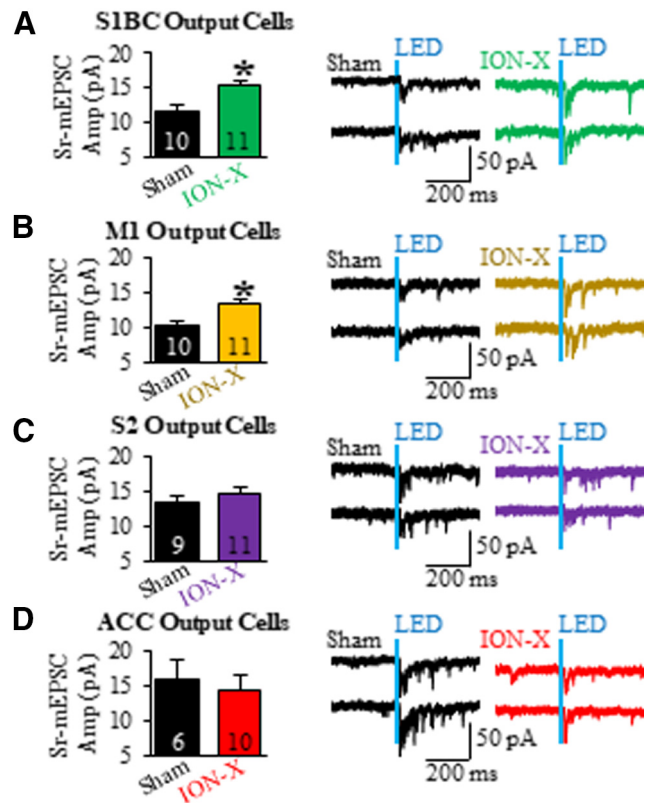 A
S1BC Output Cells
Sr-mEPSC
Amp (pA)
20
15
10
5
*
10
11
Sham
ION-X
Sham
LED
ION-X
LED
50 pA
200 ms
B
M1 Output Cells
Sr-mEPSC
Amp (pA)
20
15
10
5
*
10
11
Sham
ION-X
Sham
LED
ION-X
LED
50 pA
200 ms
C
S2 Output Cells
Sr-mEPSC
Amp (pA)
20
15
10
5
9
11
Sham
ION-X
Sham
LED
ION-X
LED
50 pA
200 ms
D
ACC Output Cells
Sr-mEPSC
Amp (pA)
20
15
10
5
6
10
Sham
ION-X
Sham
LED
ION-X
LED
50 pA
200 ms